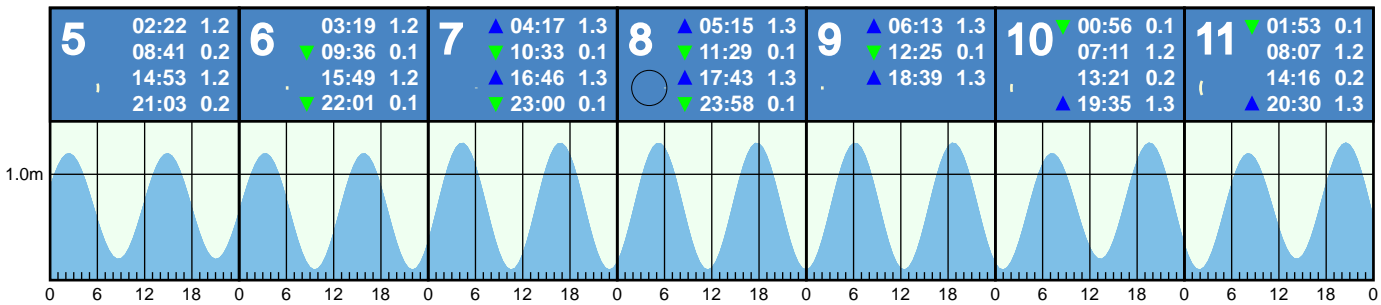 5
02:22 1.2
08:41 0.2
14:53 1.2
21:03 0.2
6
03:19 1.2
▼ 09:36 0.1
15:49 1.2
▼ 22:01 0.1
7
▲ 04:17 1.3
▼ 10:33 0.1
▲ 16:46 1.3
▼ 23:00 0.1
8
▲ 05:15 1.3
▼ 11:29 0.1
▲ 17:43 1.3
▼ 23:58 0.1
9
▲ 06:13 1.3
▼ 12:25 0.1
▲ 18:39 1.3
10
▼ 00:56 0.1
07:11 1.2
13:21 0.2
▲ 19:35 1.3
11
▼ 01:53 0.1
08:07 1.2
14:16 0.2
▲ 20:30 1.3
1.0m
0 6 12 18 0 6 12 18 0 6 12 18 0 6 12 18 0 6 12 18 0 6 12 18 0 6 12 18 0